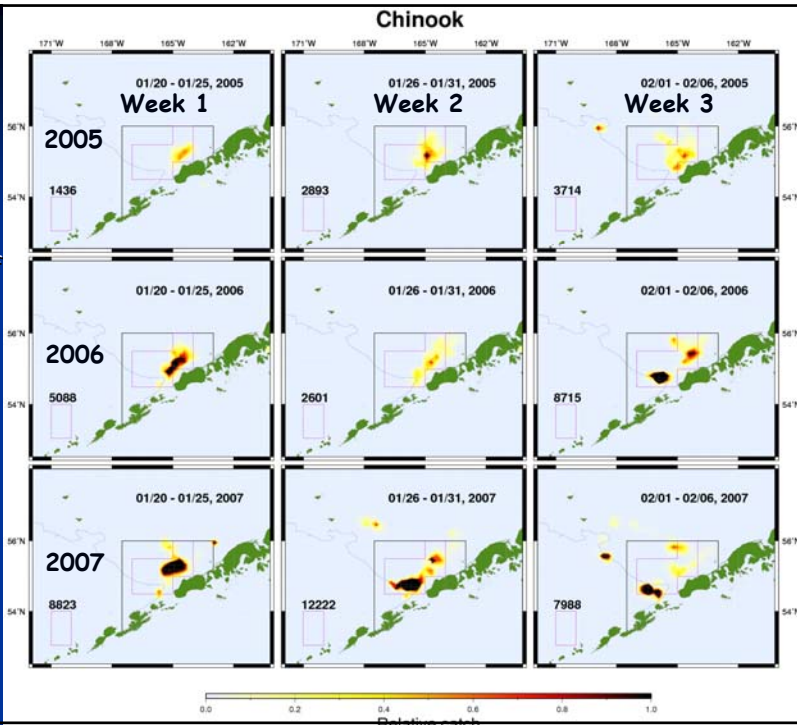 Chinook
171°W 168°W 165°W 162°W 171°W 168°W 165°W 162°W 171°W 168°W 165°W 162°W
01/20 - 01/25, 2005 01/26 - 01/31, 2005 02/01 - 02/06, 2005
Week 1 Week 2 Week 3
56°N 56°N
2005
54°N 54°N
1436 2893 3714
01/20 - 01/25, 2006 01/26 - 01/31, 2006 02/01 - 02/06, 2006
56°N 56°N
2006
54°N 54°N
5088 2601 8715
01/20 - 01/25, 2007 01/26 - 01/31, 2007 02/01 - 02/06, 2007
56°N 56°N
2007
54°N 54°N
8823 12222 7988
0.0 0.2 0.4 0.6 0.8 1.0
Relative catch